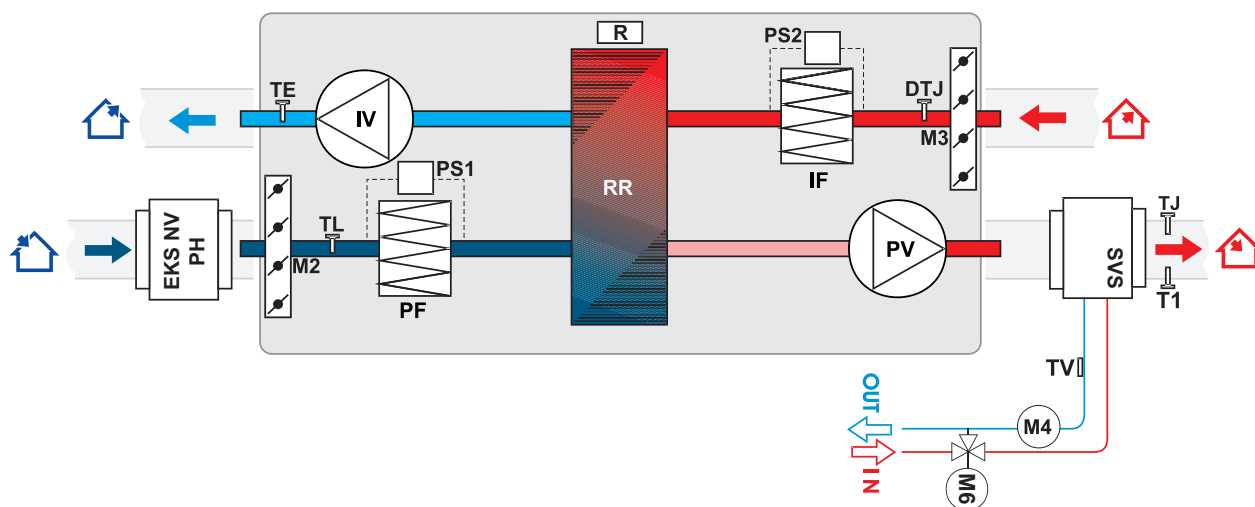 R
PS2
TE
DTJ
IV
M3
IF
PS1
RR
EKS NV
PH
TL
M2
PF
PV
TJ
SVS
T1
TV
OUT
M4
IN
M6